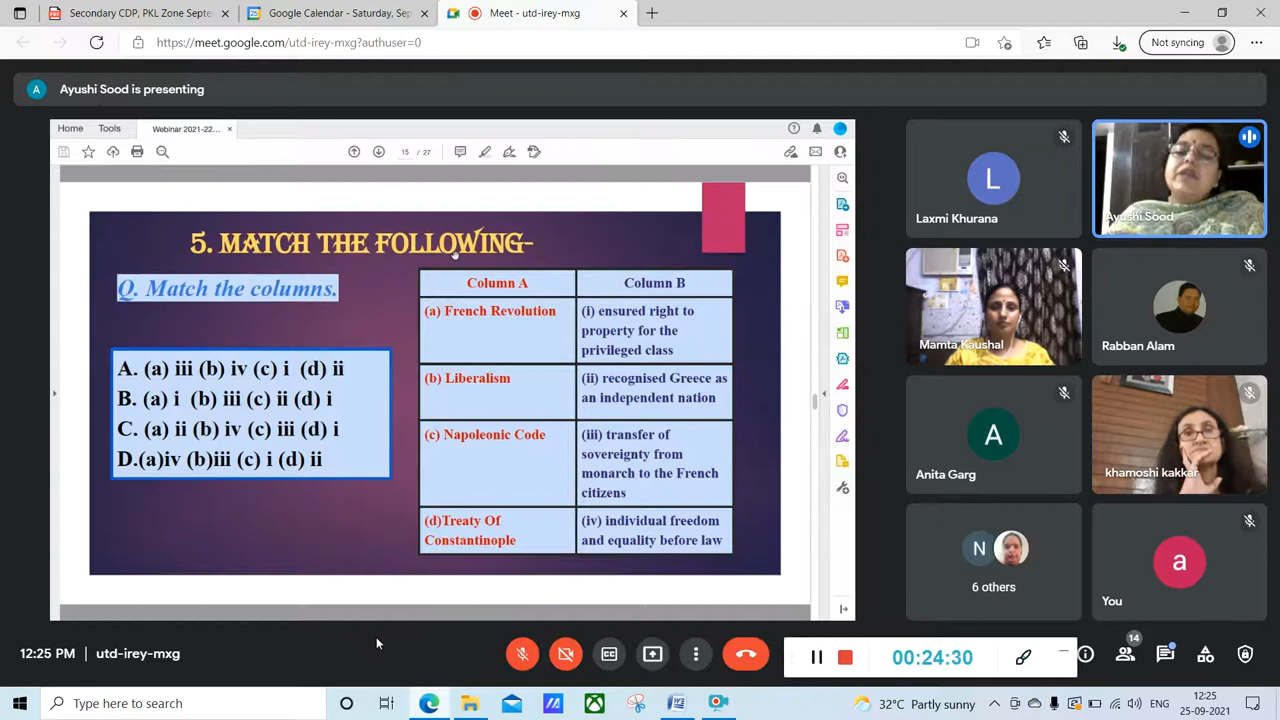 Secondary CDP, PKL Zone Septe
Google Calendar - Saturday, Sep
Meet - utd-irey-mxg
https://meet.google.com/utd-irey-mxg?authuser=0
Not syncing
A
Ayushi Sood is presenting
Home
Tools
Webinar 2021-22...
15 / 27
5. MATCH THE FOLLOWING-
Q. Match the columns.
A. (a) iii (b) iv (c) i (d) ii
B. (a) i (b) iii (c) ii (d) i
C. (a) ii (b) iv (c) iii (d) i
D.(a)iv (b)iii (c) i (d) ii
Column A
Column B
(a) French Revolution
(i) ensured right to
property for the
privileged class
(b) Liberalism
(ii) recognised Greece as
an independent nation
(c) Napoleonic Code
(iii) transfer of
sovereignty from
monarch to the French
citizens
(d)Treaty Of
Constantinople
(iv) individual freedom
and equality before law
L
Laxmi Khurana
Ayushi Sood
Mamta Kaushal
Rabban Alam
A
Anita Garg
khamoshi kakkar
N
6 others
a
You
12:25 PM | utd-irey-mxg
CC
00:24:30
14
Type here to search
32°C Partly sunny
ENG
12:25
25-09-2021